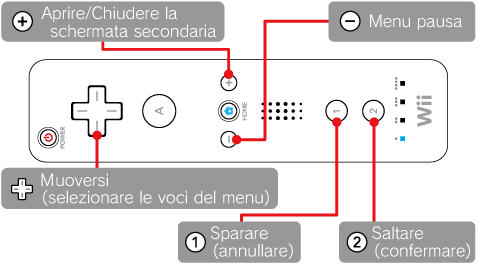 + Aprire/Chiudere la
schermata secondaria
− Menu pausa
+
A
HOME
−
1
2
Wii
POWER
Muoversi
(selezionare le voci del menu)
1 Sparare
(annullare)
2 Saltare
(confermare)